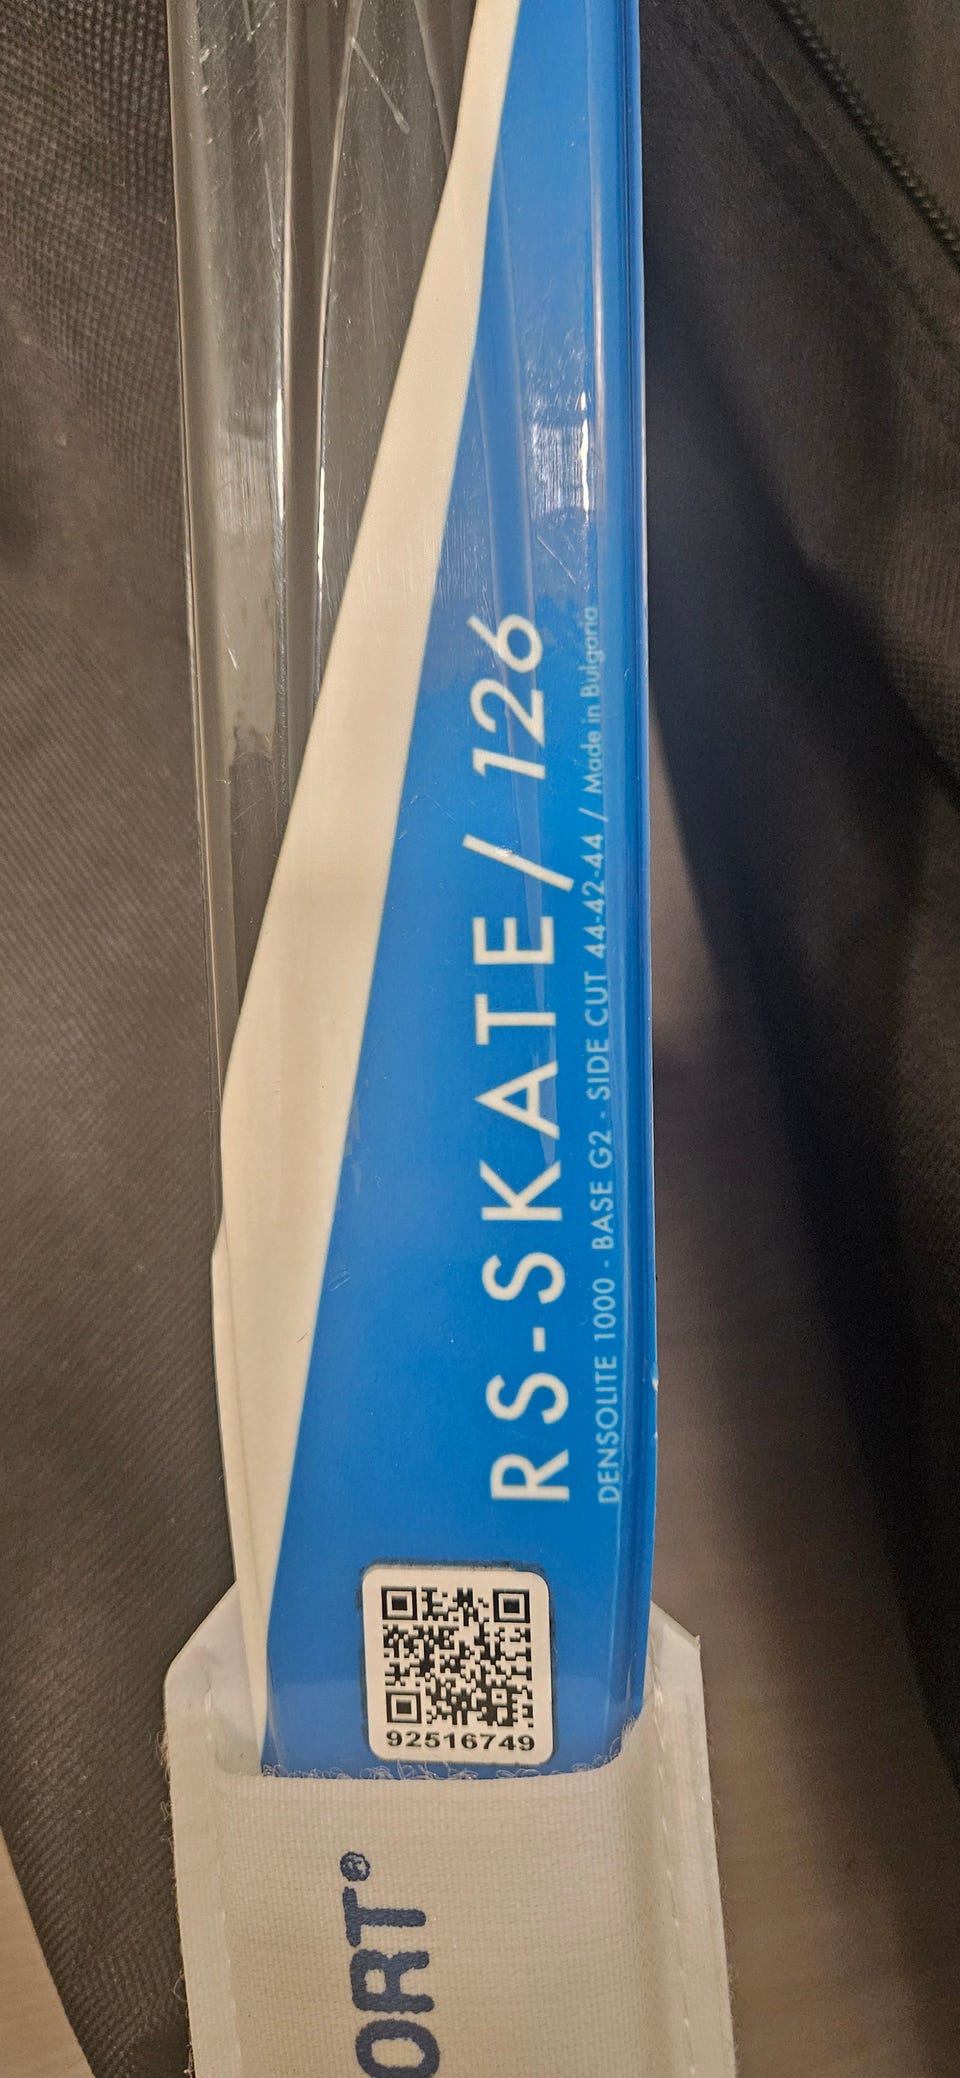 RS-SKATE/126
DENSOLITE 1000 - BASE G2 - SIDE CUT 44-42-44 / Made in Bulgaria
92516749
ORT®